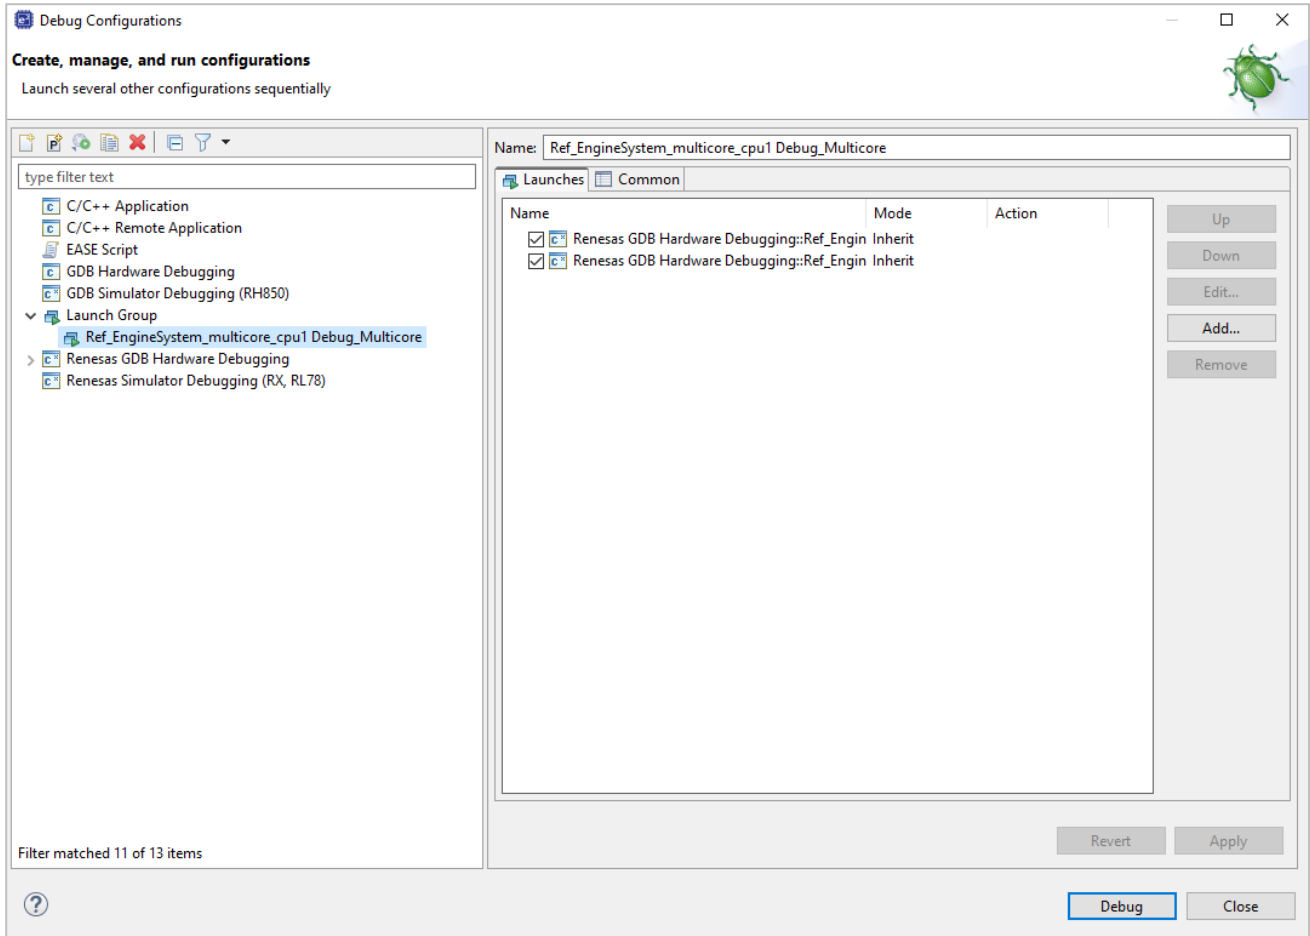 Debug Configurations
Create, manage, and run configurations
Launch several other configurations sequentially
type filter text
C/C++ Application
C/C++ Remote Application
EASE Script
GDB Hardware Debugging
GDB Simulator Debugging (RH850)
Launch Group
Ref_EngineSystem_multicore_cpu1 Debug_Multicore
Renesas GDB Hardware Debugging
Renesas Simulator Debugging (RX, RL78)
Filter matched 11 of 13 items
Name: Ref_EngineSystem_multicore_cpu1 Debug_Multicore
Launches Common
Name Mode Action
Renesas GDB Hardware Debugging::Ref_Engin Inherit
Renesas GDB Hardware Debugging::Ref_Engin Inherit
Up
Down
Edit...
Add...
Remove
Revert Apply
Debug Close